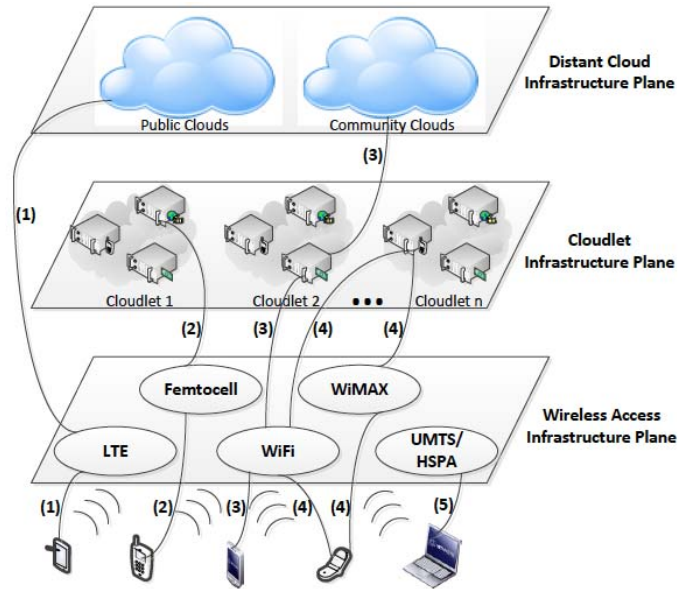 Distant Cloud
Infrastructure Plane
Public Clouds
Community Clouds
(3)
(1)
Cloudlet
Infrastructure Plane
Cloudlet 1
Cloudlet 2
...
Cloudlet n
(2)
(3)
(4)
(4)
Femtocell
WiMAX
Wireless Access
Infrastructure Plane
LTE
WiFi
UMTS/
HSPA
(1)
(2)
(3)
(4)
(4)
(5)